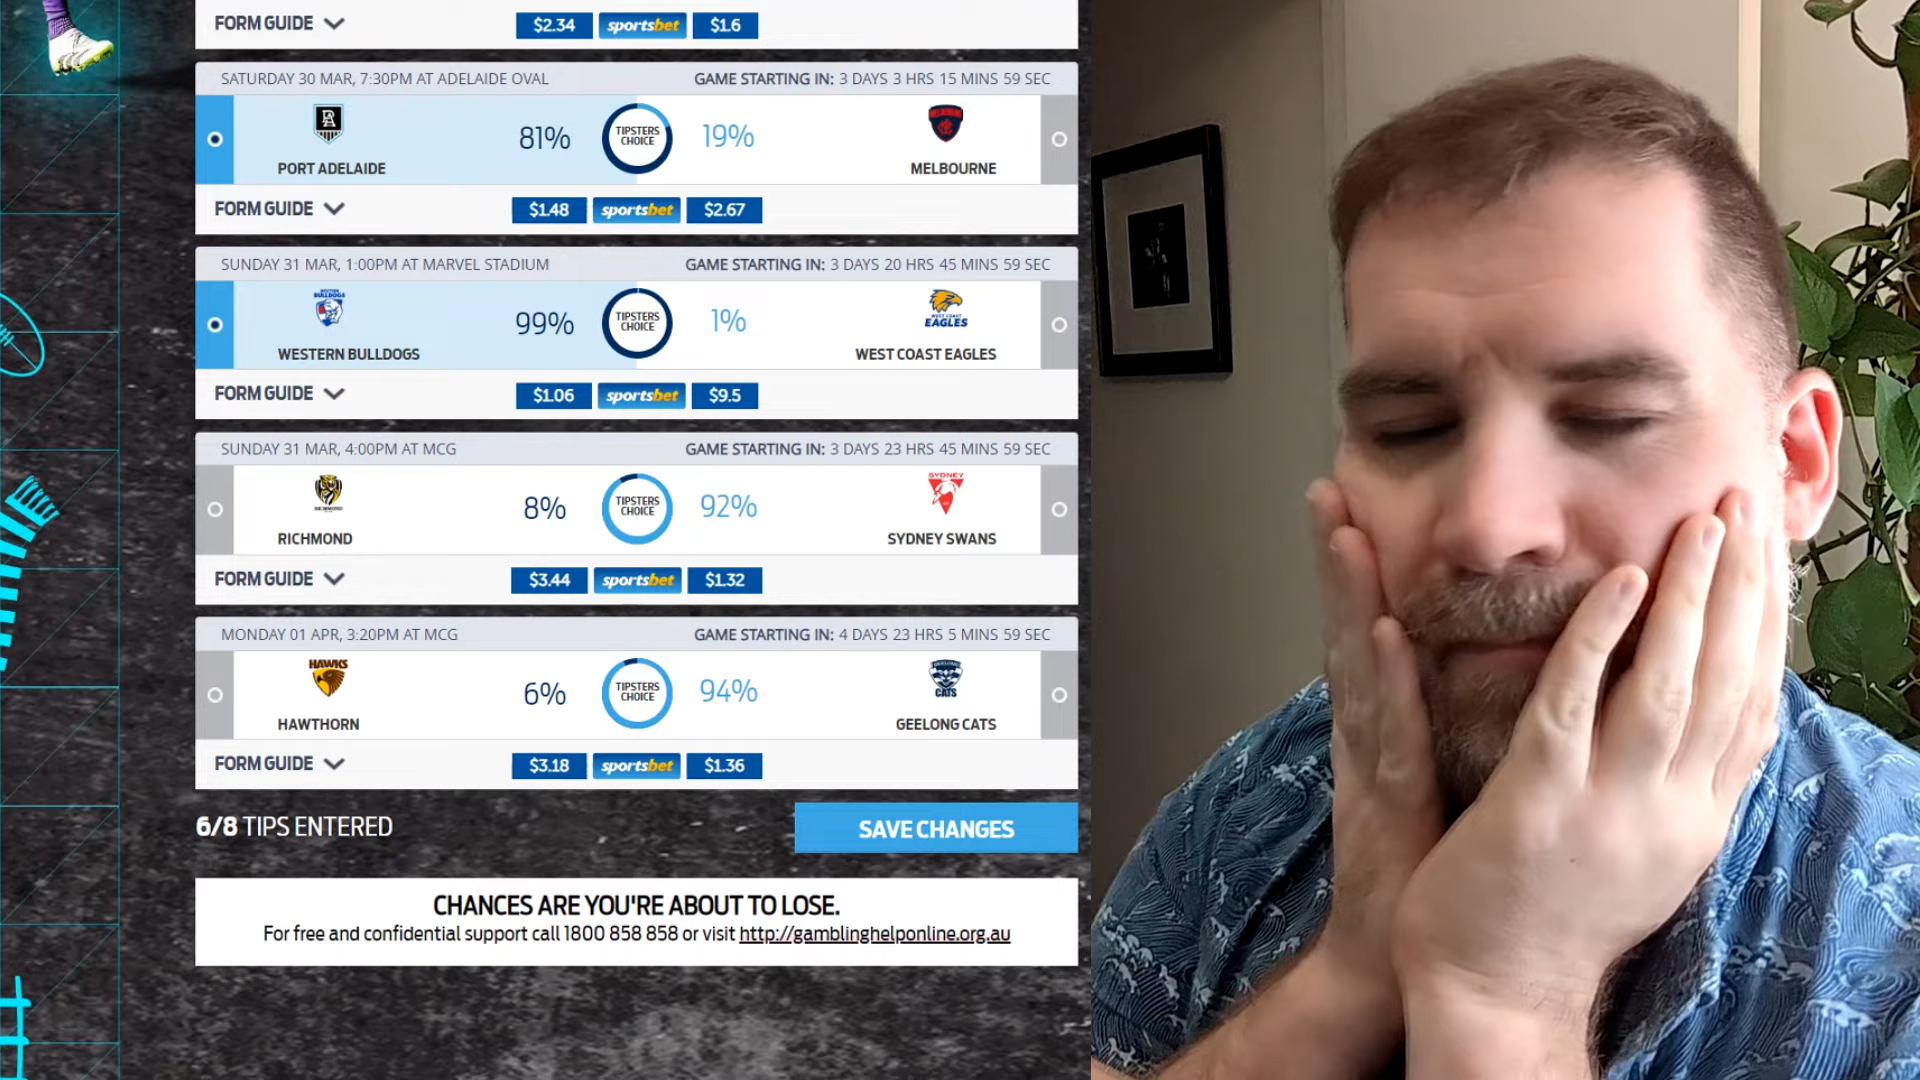 FORM GUIDE
$2.34 sportsbet $1.6
SATURDAY 30 MAR, 7:30PM AT ADELAIDE OVAL GAME STARTING IN: 3 DAYS 3 HRS 15 MINS 59 SEC
MELBOURNE
81% TIPSTERS CHOICE 19%
PORT ADELAIDE MELBOURNE
FORM GUIDE
$1.48 sportsbet $2.67
SUNDAY 31 MAR, 1:00PM AT MARVEL STADIUM GAME STARTING IN: 3 DAYS 20 HRS 45 MINS 59 SEC
WESTERN BULLDOGS
WEST COAST EAGLES
99% TIPSTERS CHOICE 1%
WESTERN BULLDOGS WEST COAST EAGLES
FORM GUIDE
$1.06 sportsbet $9.5
SUNDAY 31 MAR, 4:00PM AT MCG GAME STARTING IN: 3 DAYS 23 HRS 45 MINS 59 SEC
RICHMOND
SYDNEY
8% TIPSTERS CHOICE 92%
RICHMOND SYDNEY SWANS
FORM GUIDE
$3.44 sportsbet $1.32
MONDAY 01 APR, 3:20PM AT MCG GAME STARTING IN: 4 DAYS 23 HRS 5 MINS 59 SEC
HAWKS
GEELONG CATS
6% TIPSTERS CHOICE 94%
HAWTHORN GEELONG CATS
FORM GUIDE
$3.18 sportsbet $1.36
6/8 TIPS ENTERED SAVE CHANGES
CHANCES ARE YOU'RE ABOUT TO LOSE.
For free and confidential support call 1800 858 858 or visit http://gamblinghelponline.org.au